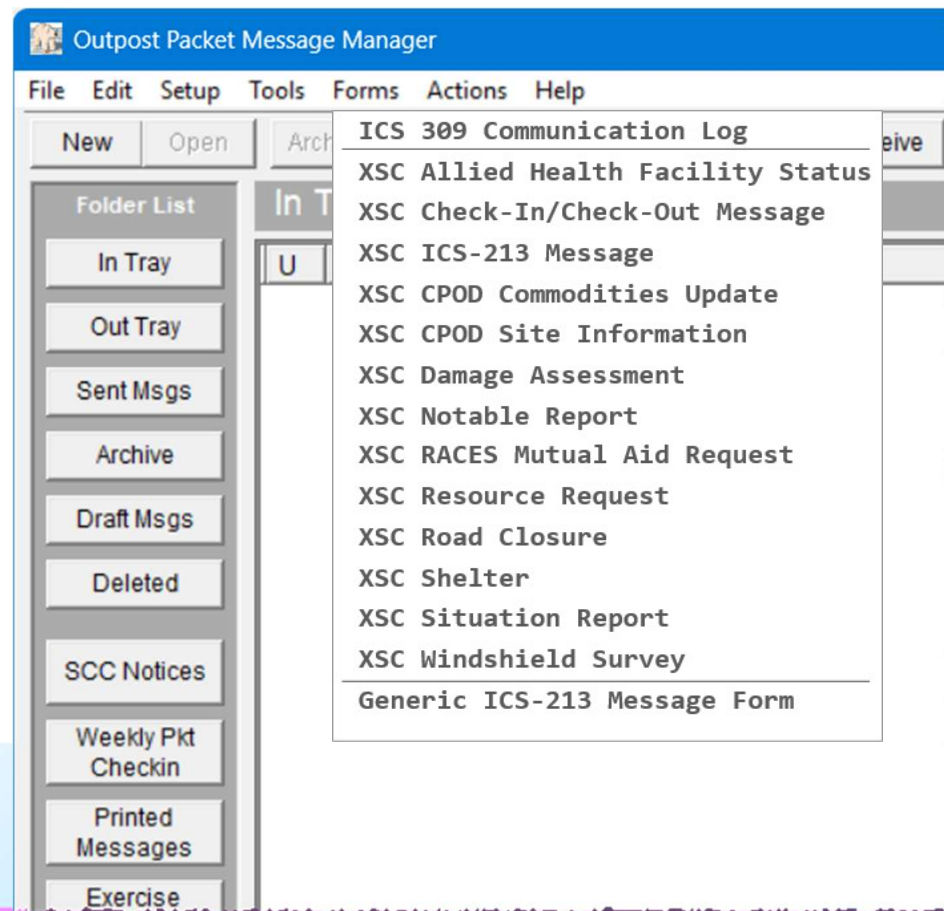 Outpost Packet Message Manager
File Edit Setup Tools Forms Actions Help
New Open Arch eive
ICS 309 Communication Log
XSC Allied Health Facility Status
XSC Check-In/Check-Out Message
XSC ICS-213 Message
XSC CPOD Commodities Update
XSC CPOD Site Information
XSC Damage Assessment
XSC Notable Report
XSC RACES Mutual Aid Request
XSC Resource Request
XSC Road Closure
XSC Shelter
XSC Situation Report
XSC Windshield Survey
Generic ICS-213 Message Form
Folder List
In Tray
Out Tray
Sent Msgs
Archive
Draft Msgs
Deleted
SCC Notices
Weekly Pkt
Checkin
Printed
Messages
Exercise
In T
U